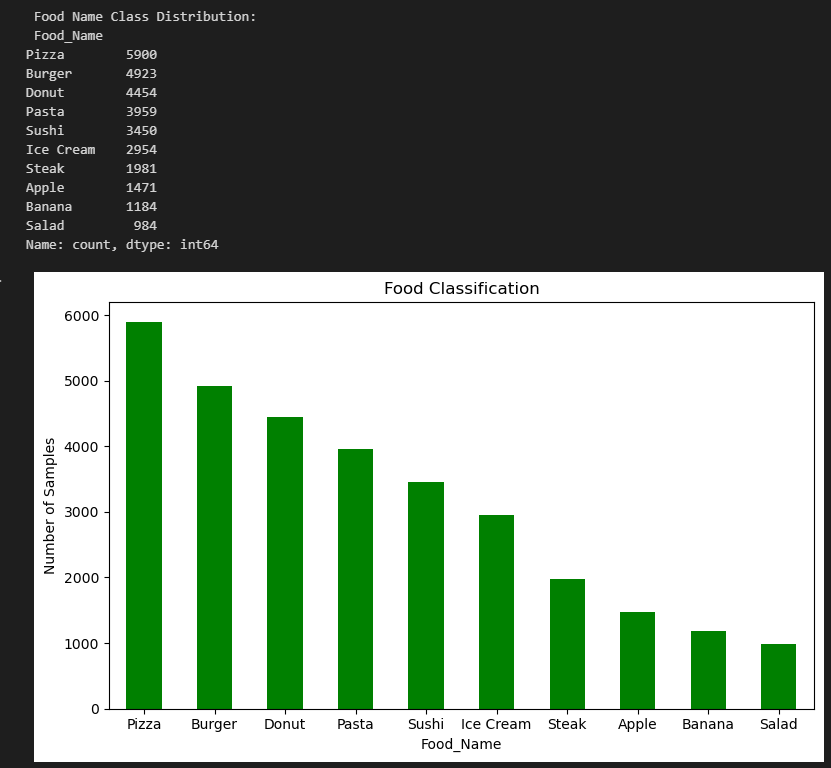 Food Name Class Distribution:
Food_Name
Pizza 5900
Burger 4923
Donut 4454
Pasta 3959
Sushi 3450
Ice Cream 2954
Steak 1981
Apple 1471
Banana 1184
Salad 984
Name: count, dtype: int64
Food Classification
Number of Samples
6000
5000
4000
3000
2000
1000
0
Pizza Burger Donut Pasta Sushi Ice Cream Steak Apple Banana Salad
Food_Name